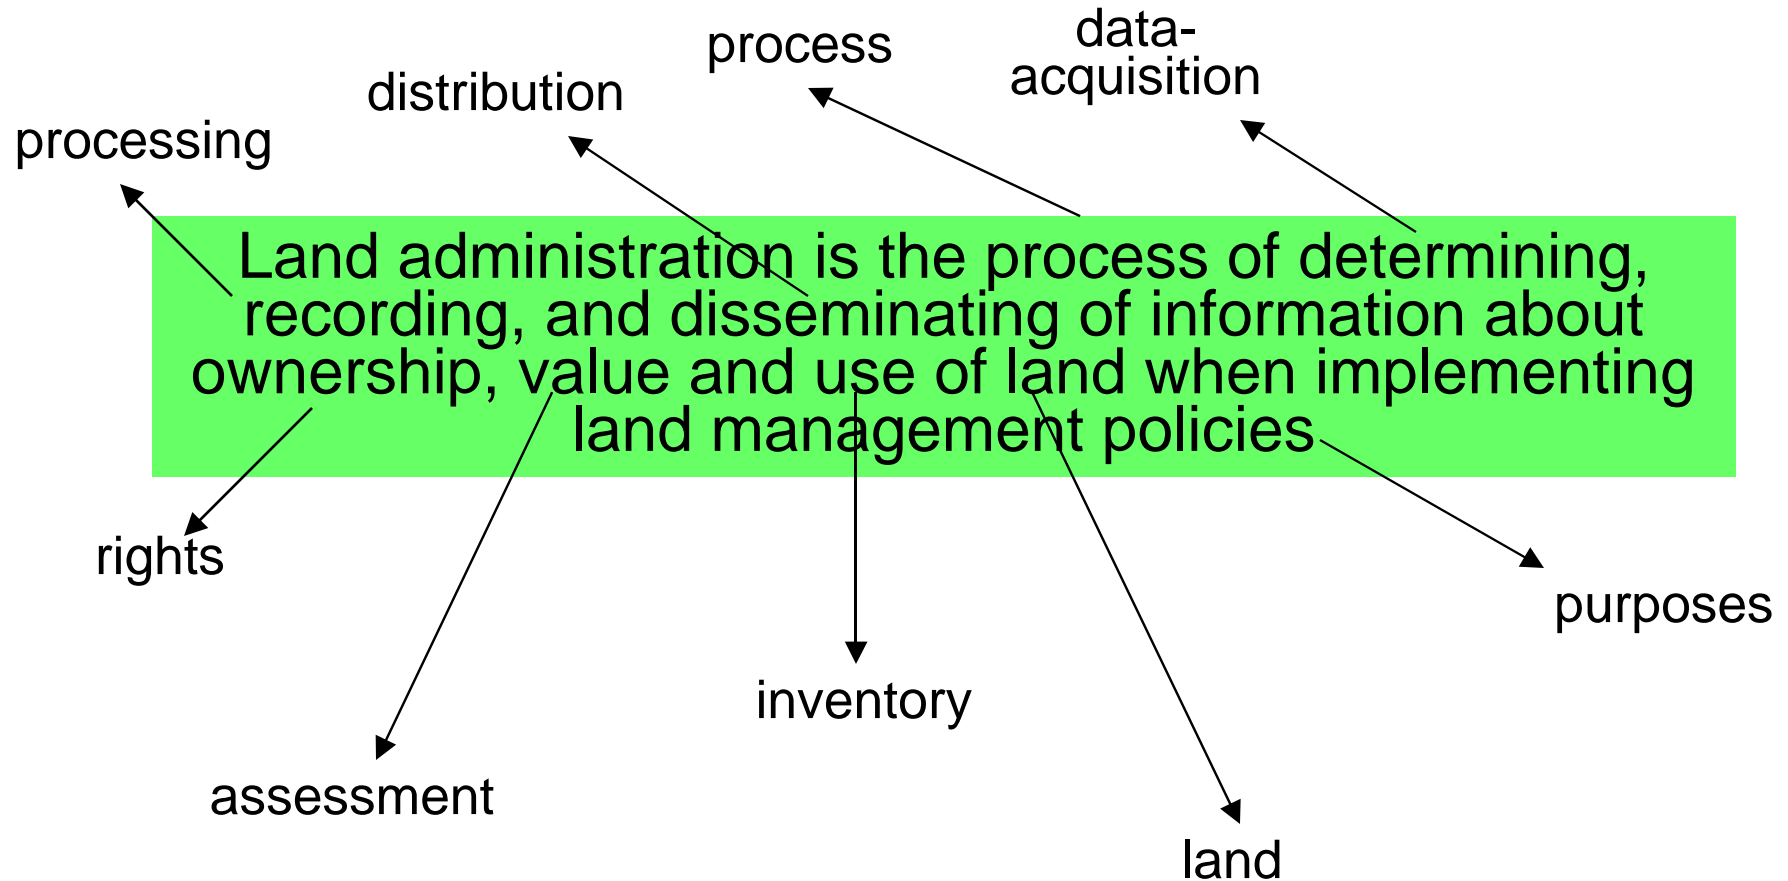 process
data-
acquisition
distribution
processing
Land administration is the process of determining,
recording, and disseminating of information about
ownership, value and use of land when implementing
land management policies
rights
purposes
inventory
assessment
land